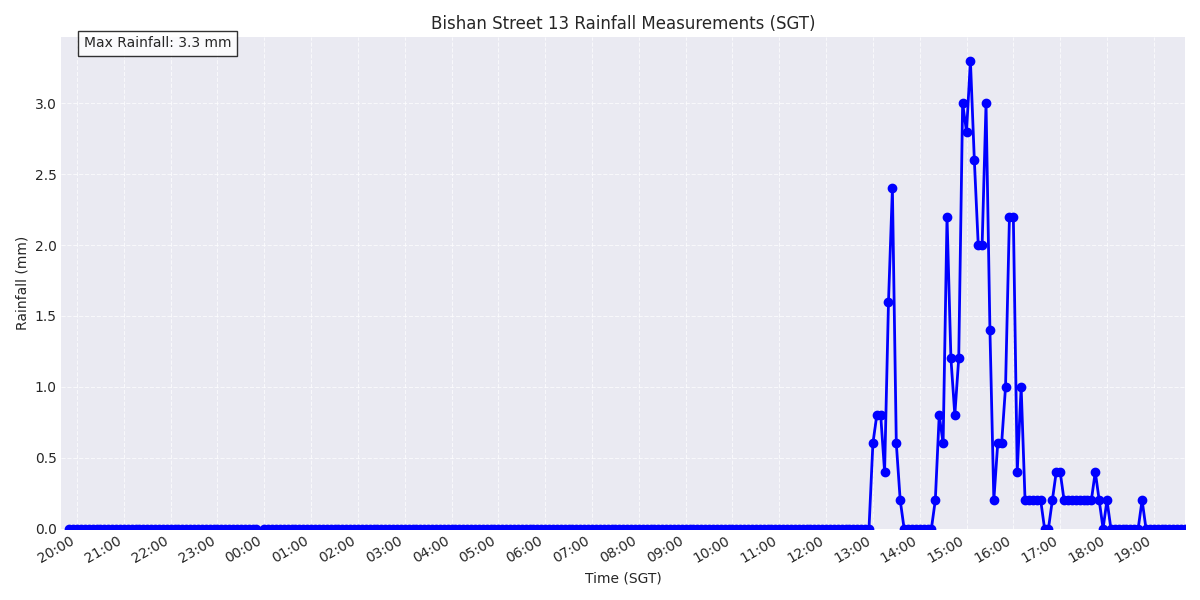 Bishan Street 13 Rainfall Measurements (SGT)
Max Rainfall: 3.3 mm
3.0
2.5
2.0
1.5
1.0
0.5
0.0
Rainfall (mm)
20:00 21:00 22:00 23:00 00:00 01:00 02:00 03:00 04:00 05:00 06:00 07:00 08:00 09:00 10:00 11:00 12:00 13:00 14:00 15:00 16:00 17:00 18:00 19:00
Time (SGT)